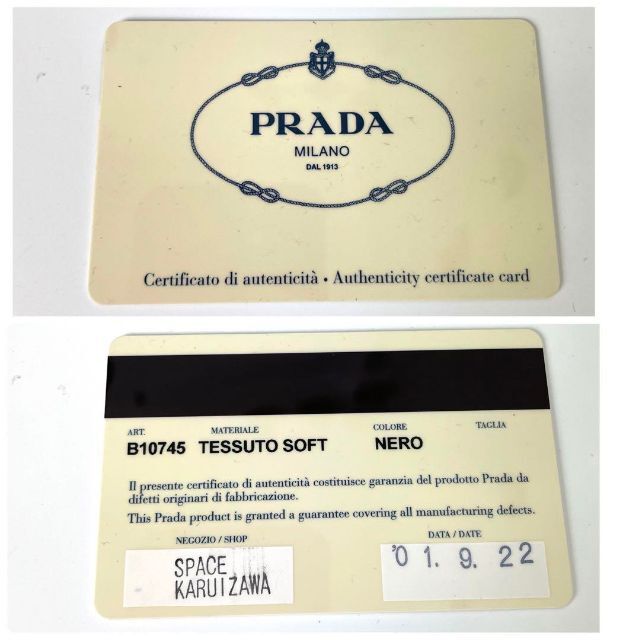 PRADA
MILANO
DAL 1913
Certificato di autenticità • Authenticity certificate card
ART. MATERIALE COLORE TAGLIA
B10745 TESSUTO SOFT NERO
Il presente certificato di autenticità costituisce garanzia del prodotto Prada da
difetti originari di fabbricazione.
This Prada product is granted a guarantee covering all manufacturing defects.
NEGOZIO / SHOP DATA / DATE
SPACE
KARUIZAWA
'01. 9. 22